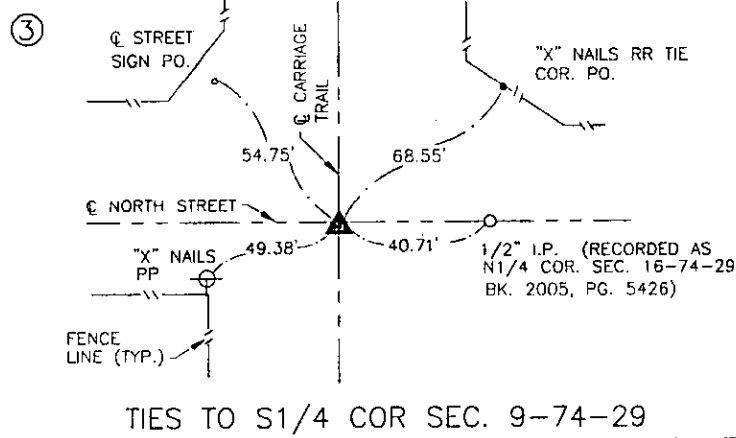 3
℄ STREET
SIGN PO.
℄ CARRIAGE
TRAIL
"X" NAILS RR TIE
COR. PO.
54.75'
68.55'
℄ NORTH STREET
"X" NAILS
PP
49.38'
40.71'
1/2" I.P. (RECORDED AS
N1/4 COR. SEC. 16-74-29
BK. 2005, PG. 5426)
FENCE
LINE (TYP.)
TIES TO S1/4 COR SEC. 9-74-29